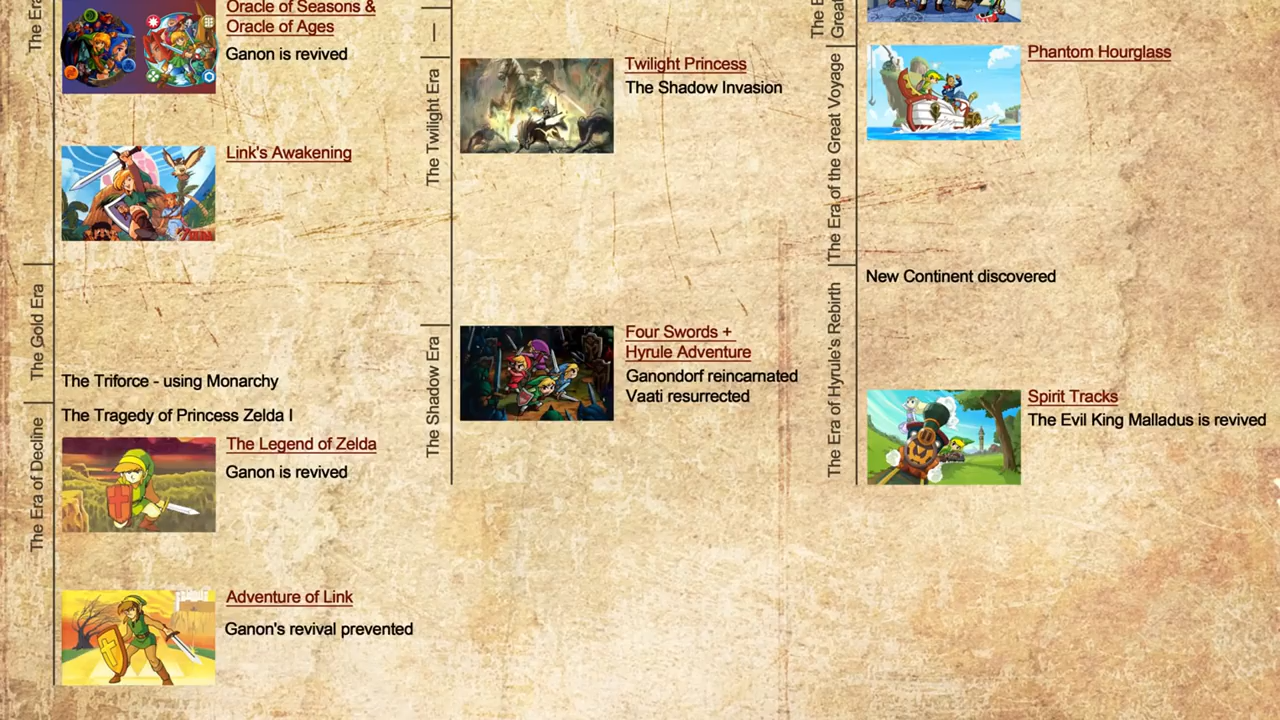 The Era
Oracle of Seasons &
Oracle of Ages
Ganon is revived
Link's Awakening
The Gold Era
The Triforce - using Monarchy
The Era of Decline
The Tragedy of Princess Zelda I
The Legend of Zelda
Ganon is revived
Adventure of Link
Ganon's revival prevented
The Twilight Era
Twilight Princess
The Shadow Invasion
The Shadow Era
Four Swords +
Hyrule Adventure
Ganondorf reincarnated
Vaati resurrected
The E
Great
The Era of the Great Voyage
Phantom Hourglass
The Era of Hyrule's Rebirth
New Continent discovered
Spirit Tracks
The Evil King Malladus is revived